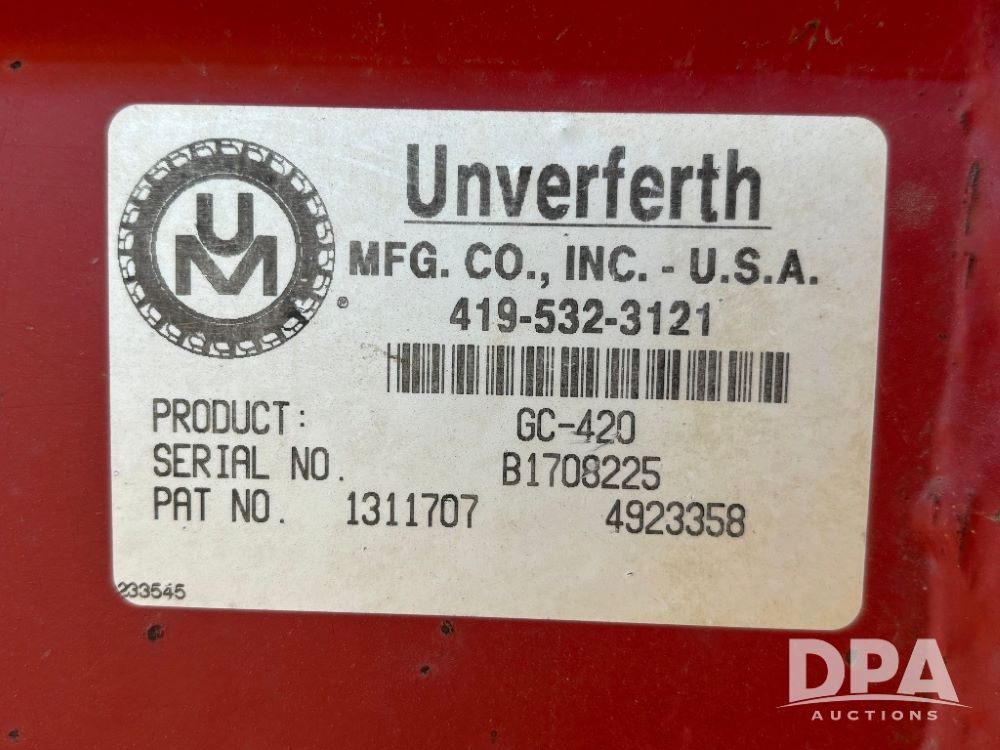 UM
®
Unverferth
MFG. CO., INC. - U.S.A.
419-532-3121
PRODUCT: GC-420
SERIAL NO. B1708225
PAT NO. 1311707 4923358
233545
DPA
AUCTIONS